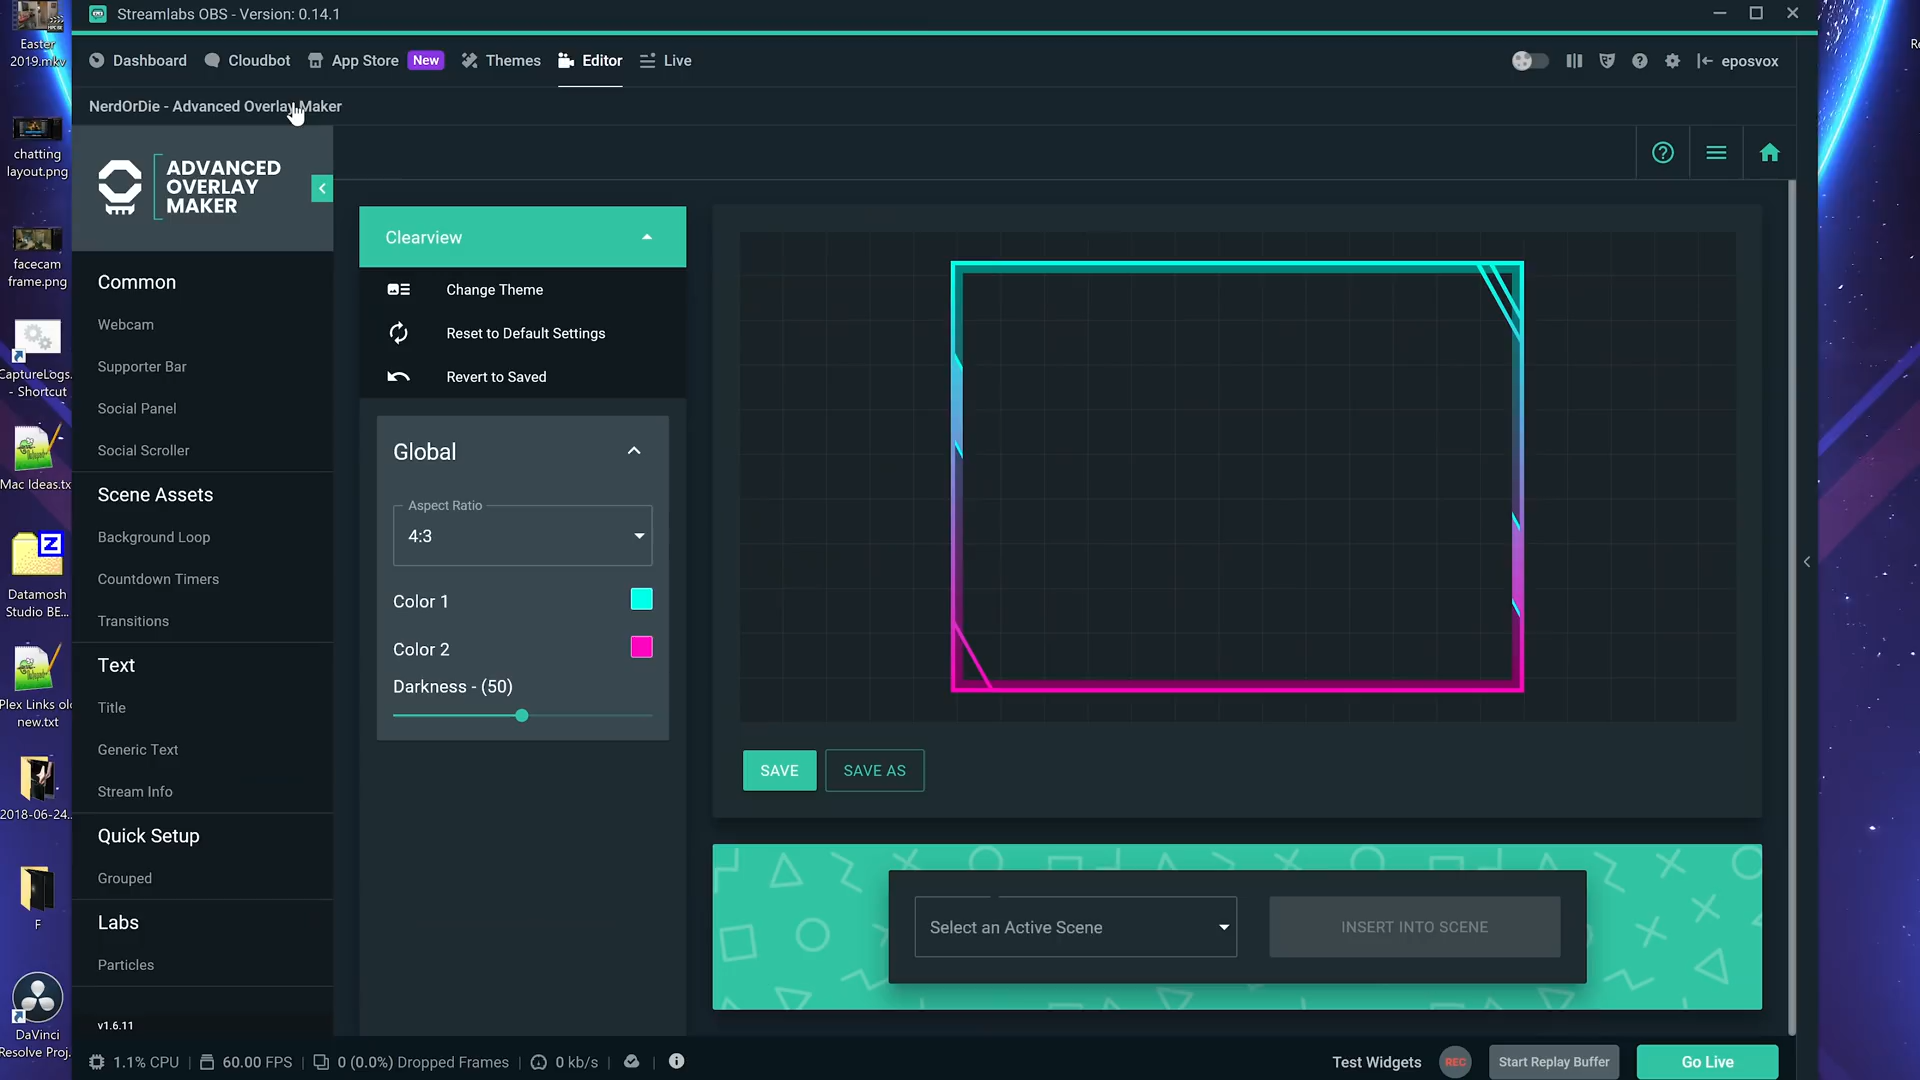 Streamlabs OBS - Version: 0.14.1
Easter
2019.mkv
Dashboard
Cloudbot
App Store
New
Themes
Editor
Live
eposvox
NerdOrDie - Advanced Overlay Maker
chatting
layout.png
ADVANCED
OVERLAY
MAKER
Clearview
Change Theme
Reset to Default Settings
Revert to Saved
facecam
frame.png
Common
Webcam
Supporter Bar
Social Panel
Social Scroller
CaptureLogs.
- Shortcut
Mac Ideas.tx
Global
Aspect Ratio
4:3
Color 1
Color 2
Darkness - (50)
Scene Assets
Background Loop
Countdown Timers
Transitions
Z
Datamosh
Studio BE...
Text
Title
Generic Text
Stream Info
Plex Links old
new.txt
SAVE
SAVE AS
2018-06-24..
Quick Setup
Grouped
F
Labs
Particles
Select an Active Scene
INSERT INTO SCENE
v1.6.11
DaVinci
Resolve Proj.
1.1% CPU
60.00 FPS
0 (0.0%) Dropped Frames
0 kb/s
Test Widgets
REC
Start Replay Buffer
Go Live